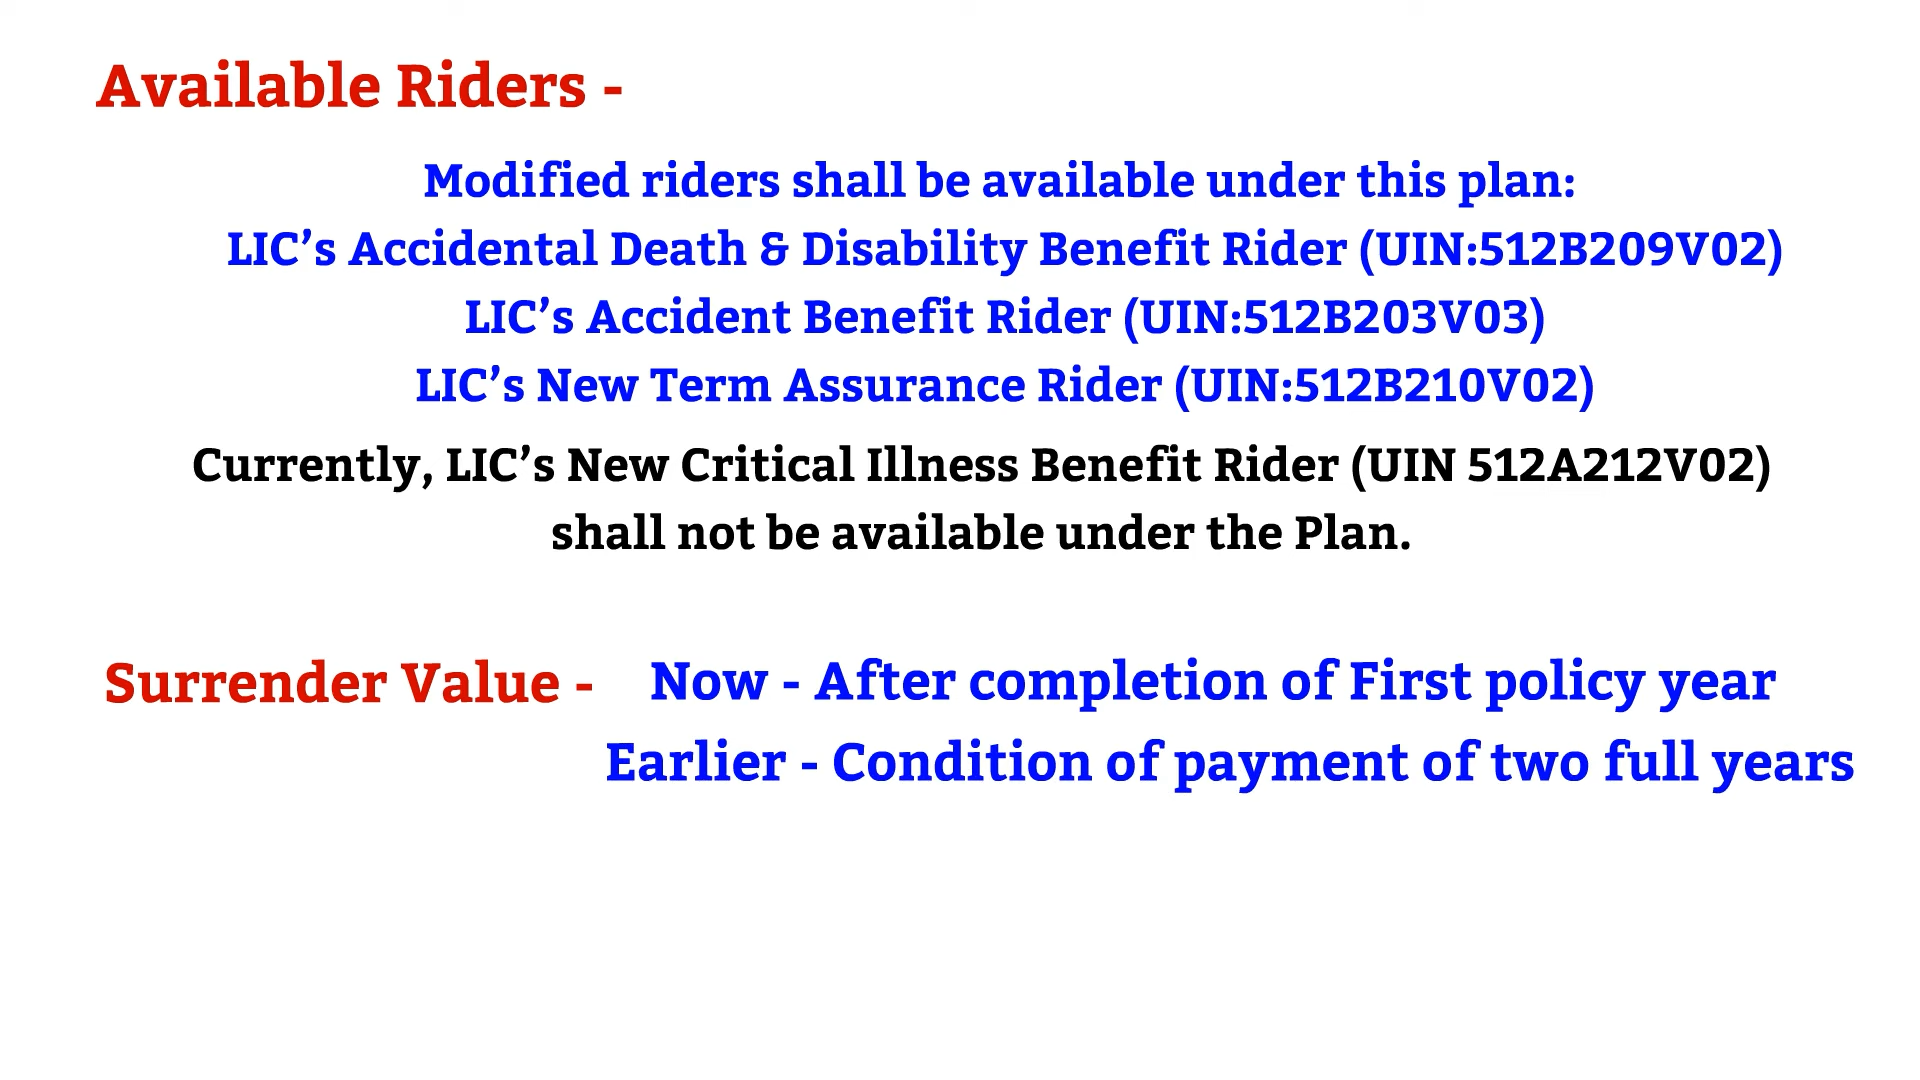 Available Riders -
Modified riders shall be available under this plan:
LIC’s Accidental Death & Disability Benefit Rider (UIN:512B209V02)
LIC’s Accident Benefit Rider (UIN:512B203V03)
LIC’s New Term Assurance Rider (UIN:512B210V02)
Currently, LIC’s New Critical Illness Benefit Rider (UIN 512A212V02)
shall not be available under the Plan.
Surrender Value - Now - After completion of First policy year
Earlier - Condition of payment of two full years